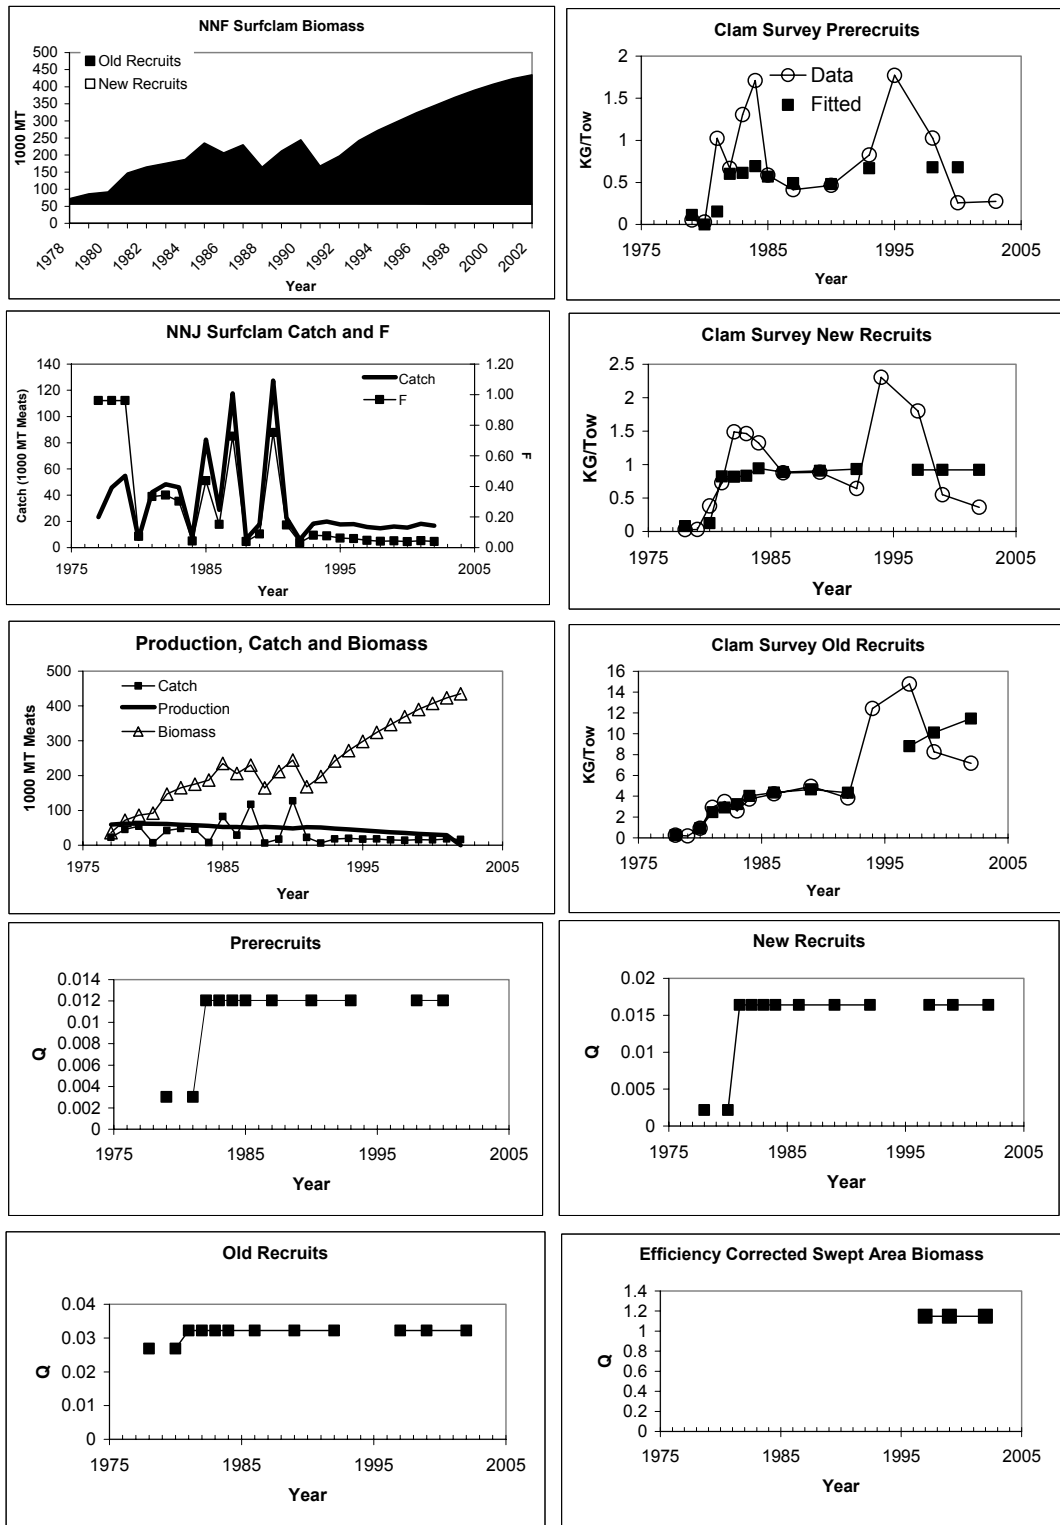 NNF Surfclam Biomass
500
450
400
350
300
250
200
150
100
50
0
1000 MT
Old Recruits
New Recruits
1978
1980
1982
1984
1986
1988
1990
1992
1994
1996
1998
2000
2002
Year
Clam Survey Prerecruits
2
1.5
1
0.5
0
KG/Tow
Data
Fitted
1975 1985 1995 2005
Year
NNJ Surfclam Catch and F
140
120
100
80
60
40
20
0
Catch (1000 MT Meats)
Catch
F
1.20
1.00
0.80
0.60
0.40
0.20
0.00
F
1975 1985 1995 2005
Year
Clam Survey New Recruits
2.5
2
1.5
1
0.5
0
KG/Tow
1975 1985 1995 2005
Year
Production, Catch and Biomass
500
400
300
200
100
0
1000 MT Meats
Catch
Production
Biomass
1975 1985 1995 2005
Year
Clam Survey Old Recruits
16
14
12
10
8
6
4
2
0
KG/Tow
1975 1985 1995 2005
Year
Prerecruits
0.014
0.012
0.01
0.008
0.006
0.004
0.002
0
Q
1975 1985 1995 2005
Year
New Recruits
0.02
0.015
0.01
0.005
0
Q
1975 1985 1995 2005
Year
Old Recruits
0.04
0.03
0.02
0.01
0
Q
1975 1985 1995 2005
Year
Efficiency Corrected Swept Area Biomass
1.4
1.2
1
0.8
0.6
0.4
0.2
0
Q
1975 1985 1995 2005
Year